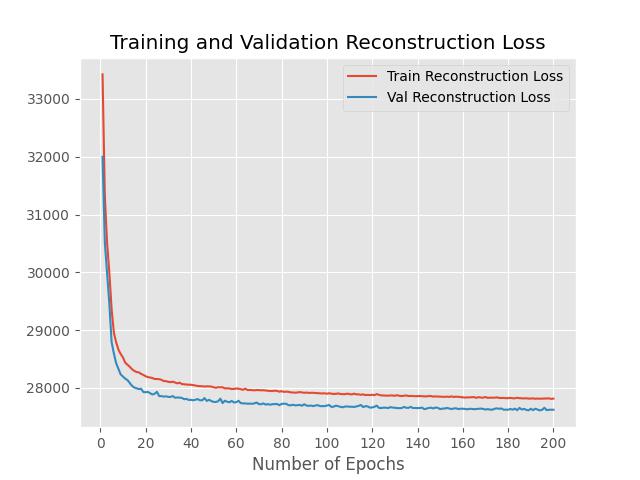 Training and Validation Reconstruction Loss
Train Reconstruction Loss
Val Reconstruction Loss
33000
32000
31000
30000
29000
28000
0 20 40 60 80 100 120 140 160 180 200
Number of Epochs